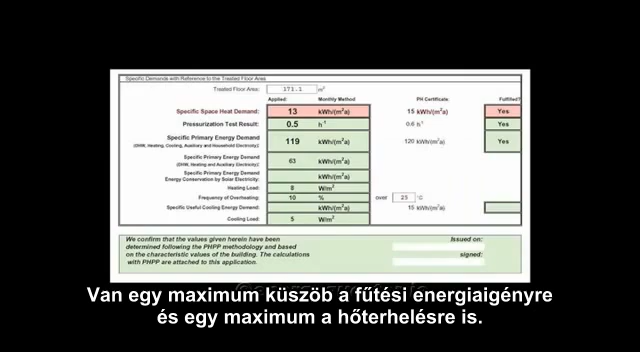 Specific Demands with Reference to the Treated Floor Area
Treated Floor Area: 171.1 m²
Applied: Monthly Method PH Certificate: Fulfilled?
Specific Space Heat Demand: 13 kWh/(m²a) 15 kWh/(m²a) Yes
Pressurization Test Result: 0.5 h⁻¹ 0.6 h⁻¹ Yes
Specific Primary Energy Demand
(DHW, Heating, Cooling, Auxiliary and Household Electricity): 119 kWh/(m²a) 120 kWh/(m²a) Yes
Specific Primary Energy Demand
(DHW, Heating and Auxiliary Electricity): 63 kWh/(m²a)
Specific Primary Energy Demand
Energy Conservation by Solar Electricity: kWh/(m²a)
Heating Load: 8 W/m²
Frequency of Overheating: 10 % over 25 °C
Specific Useful Cooling Energy Demand: kWh/(m²a) 15 kWh/(m²a)
Cooling Load: 5 W/m²
We confirm that the values given herein have been
determined following the PHPP methodology and based
on the characteristic values of the building. The calculations
with PHPP are attached to this application.
Issued on:
signed:
Van egy maximum küszöb a fűtési energiaigényre
és egy maximum a hőterhelésre is.